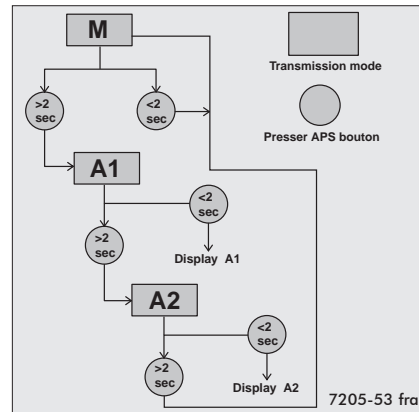 M
Transmission mode
>2
sec
<2
sec
Presser APS bouton
A1
<2
sec
>2
sec
Display A1
A2
<2
sec
>2
sec
Display A2
7205-53 fra